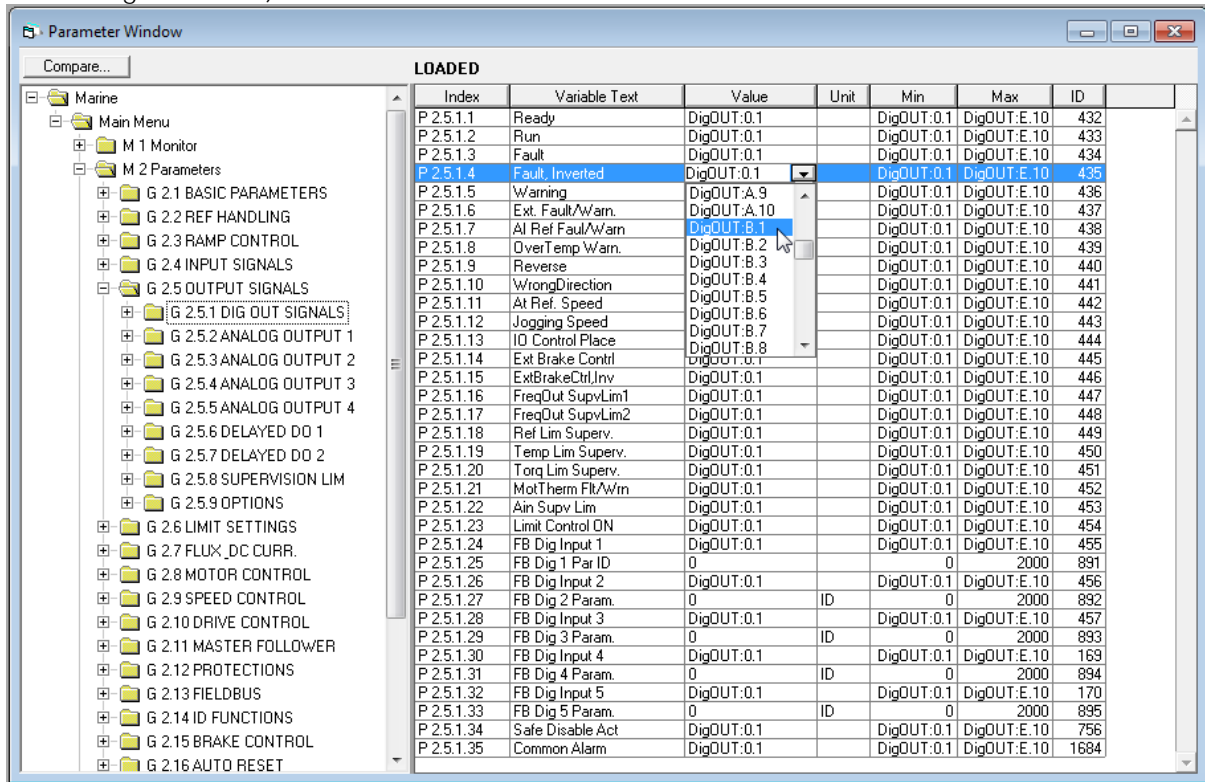 Parameter Window
Compare...
LOADED
Marine
Main Menu
M 1 Monitor
M 2 Parameters
G 2.1 BASIC PARAMETERS
G 2.2 REF HANDLING
G 2.3 RAMP CONTROL
G 2.4 INPUT SIGNALS
G 2.5 OUTPUT SIGNALS
G 2.5.1 DIG OUT SIGNALS
G 2.5.2 ANALOG OUTPUT 1
G 2.5.3 ANALOG OUTPUT 2
G 2.5.4 ANALOG OUTPUT 3
G 2.5.5 ANALOG OUTPUT 4
G 2.5.6 DELAYED DO 1
G 2.5.7 DELAYED DO 2
G 2.5.8 SUPERVISION LIM
G 2.5.9 OPTIONS
G 2.6 LIMIT SETTINGS
G 2.7 FLUX_DC CURR.
G 2.8 MOTOR CONTROL
G 2.9 SPEED CONTROL
G 2.10 DRIVE CONTROL
G 2.11 MASTER FOLLOWER
G 2.12 PROTECTIONS
G 2.13 FIELDBUS
G 2.14 ID FUNCTIONS
G 2.15 BRAKE CONTROL
G 2.16 AUTO RESET
Index Variable Text Value Unit Min Max ID
P 2.5.1.1 Ready DigOUT:0.1 DigOUT:0.1 DigOUT:E.10 432
P 2.5.1.2 Run DigOUT:0.1 DigOUT:0.1 DigOUT:E.10 433
P 2.5.1.3 Fault DigOUT:0.1 DigOUT:0.1 DigOUT:E.10 434
P 2.5.1.4 Fault, Inverted DigOUT:0.1 DigOUT:0.1 DigOUT:E.10 435
P 2.5.1.5 Warning DigOUT:A.9 DigOUT:0.1 DigOUT:E.10 436
P 2.5.1.6 Ext. Fault/Warn. DigOUT:A.10 DigOUT:0.1 DigOUT:E.10 437
P 2.5.1.7 AI Ref Faul/Warn DigOUT:B.1 DigOUT:0.1 DigOUT:E.10 438
P 2.5.1.8 OverTemp Warn. DigOUT:B.2 DigOUT:0.1 DigOUT:E.10 439
P 2.5.1.9 Reverse DigOUT:B.3 DigOUT:0.1 DigOUT:E.10 440
P 2.5.1.10 WrongDirection DigOUT:B.4 DigOUT:0.1 DigOUT:E.10 441
P 2.5.1.11 At Ref. Speed DigOUT:B.5 DigOUT:0.1 DigOUT:E.10 442
P 2.5.1.12 Jogging Speed DigOUT:B.6 DigOUT:0.1 DigOUT:E.10 443
P 2.5.1.13 IO Control Place DigOUT:B.7 DigOUT:0.1 DigOUT:E.10 444
DigOUT:B.8
P 2.5.1.14 Ext Brake Contrl DigOUT:0.1 DigOUT:0.1 DigOUT:E.10 445
P 2.5.1.15 ExtBrakeCtrl,Inv DigOUT:0.1 DigOUT:0.1 DigOUT:E.10 446
P 2.5.1.16 FreqOut SupvLim1 DigOUT:0.1 DigOUT:0.1 DigOUT:E.10 447
P 2.5.1.17 FreqOut SupvLim2 DigOUT:0.1 DigOUT:0.1 DigOUT:E.10 448
P 2.5.1.18 Ref Lim Superv. DigOUT:0.1 DigOUT:0.1 DigOUT:E.10 449
P 2.5.1.19 Temp Lim Superv. DigOUT:0.1 DigOUT:0.1 DigOUT:E.10 450
P 2.5.1.20 Torq Lim Superv. DigOUT:0.1 DigOUT:0.1 DigOUT:E.10 451
P 2.5.1.21 MotTherm Flt/Wrn DigOUT:0.1 DigOUT:0.1 DigOUT:E.10 452
P 2.5.1.22 Ain Supv Lim DigOUT:0.1 DigOUT:0.1 DigOUT:E.10 453
P 2.5.1.23 Limit Control ON DigOUT:0.1 DigOUT:0.1 DigOUT:E.10 454
P 2.5.1.24 FB Dig Input 1 DigOUT:0.1 DigOUT:0.1 DigOUT:E.10 455
P 2.5.1.25 FB Dig 1 Par ID 0 0 2000 891
P 2.5.1.26 FB Dig Input 2 DigOUT:0.1 DigOUT:0.1 DigOUT:E.10 456
P 2.5.1.27 FB Dig 2 Param. 0 ID 0 2000 892
P 2.5.1.28 FB Dig Input 3 DigOUT:0.1 DigOUT:0.1 DigOUT:E.10 457
P 2.5.1.29 FB Dig 3 Param. 0 ID 0 2000 893
P 2.5.1.30 FB Dig Input 4 DigOUT:0.1 DigOUT:0.1 DigOUT:E.10 169
P 2.5.1.31 FB Dig 4 Param. 0 ID 0 2000 894
P 2.5.1.32 FB Dig Input 5 DigOUT:0.1 DigOUT:0.1 DigOUT:E.10 170
P 2.5.1.33 FB Dig 5 Param. 0 ID 0 2000 895
P 2.5.1.34 Safe Disable Act DigOUT:0.1 DigOUT:0.1 DigOUT:E.10 756
P 2.5.1.35 Common Alarm DigOUT:0.1 DigOUT:0.1 DigOUT:E.10 1684